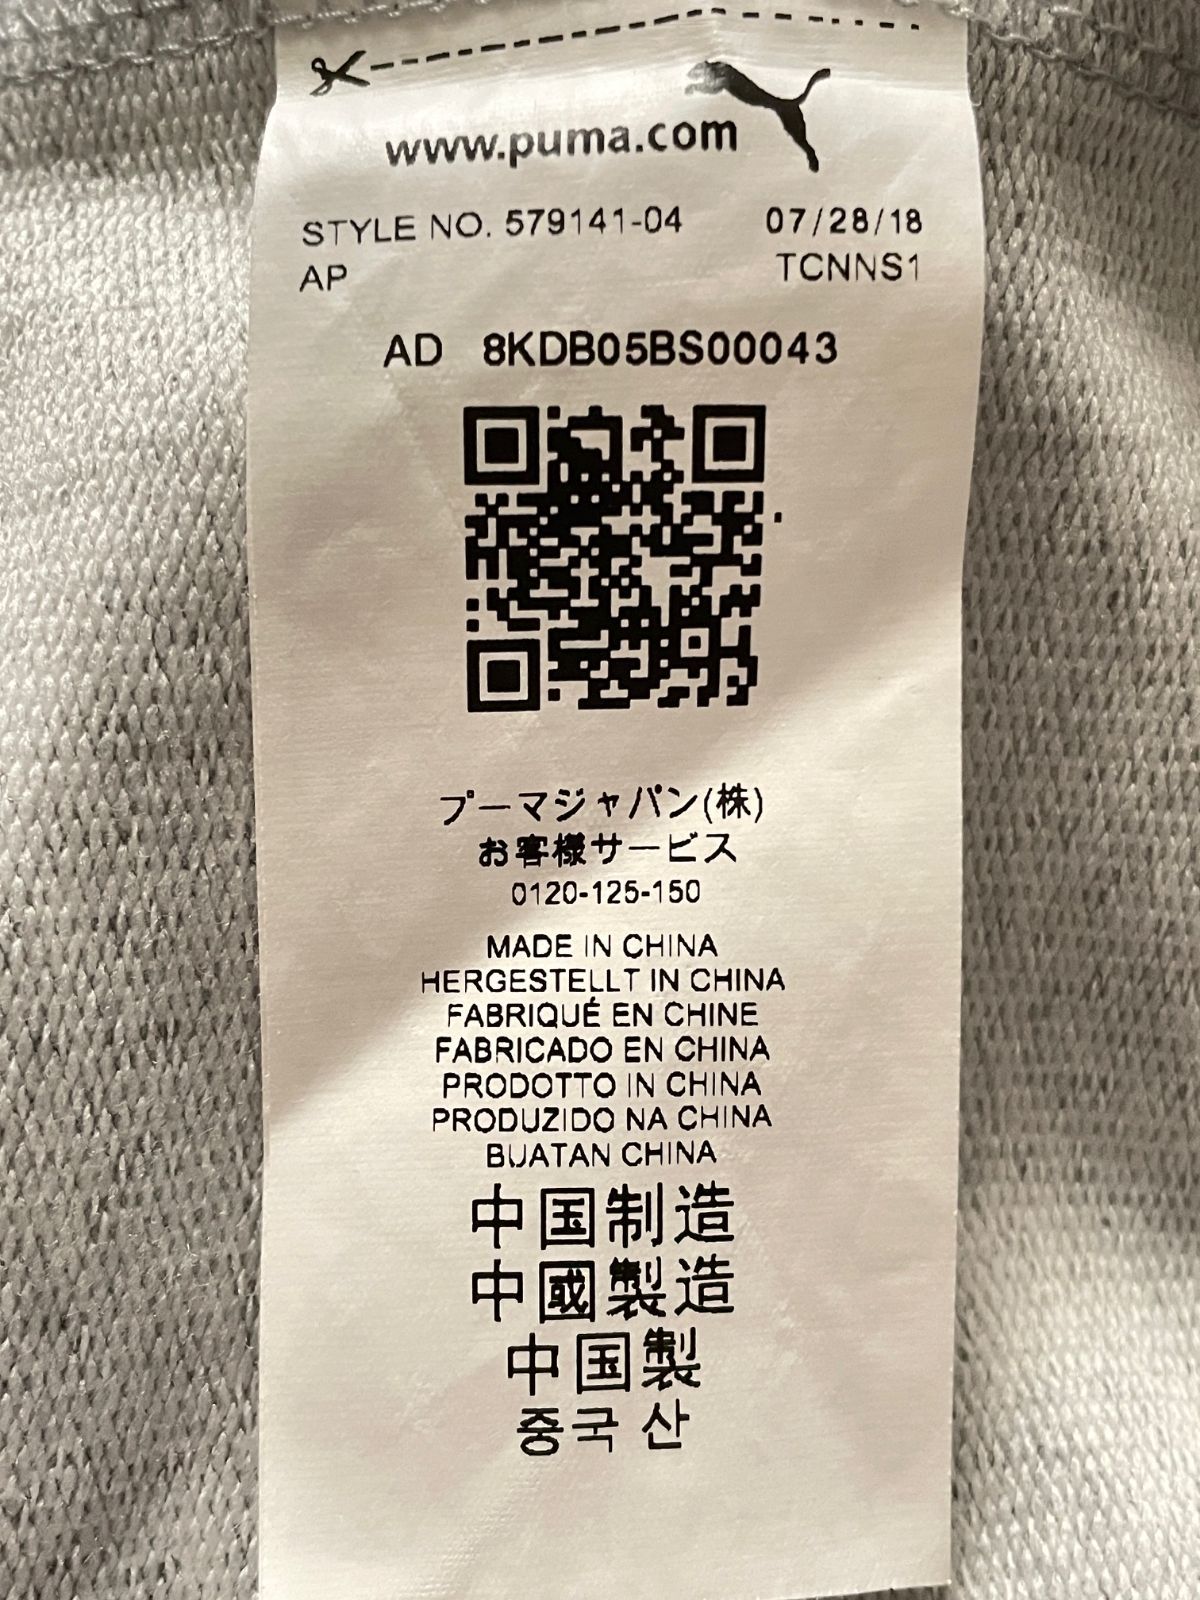 www.puma.com
STYLE NO. 579141-04 07/28/18
AP TCNNS1
AD 8KDB05BS00043
プーマジャパン(株)
お客様サービス
0120-125-150
MADE IN CHINA
HERGESTELLT IN CHINA
FABRIQUÉ EN CHINE
FABRICADO EN CHINA
PRODOTTO IN CHINA
PRODUZIDO NA CHINA
BUATAN CHINA
中国制造
中國製造
中国製
중국 산